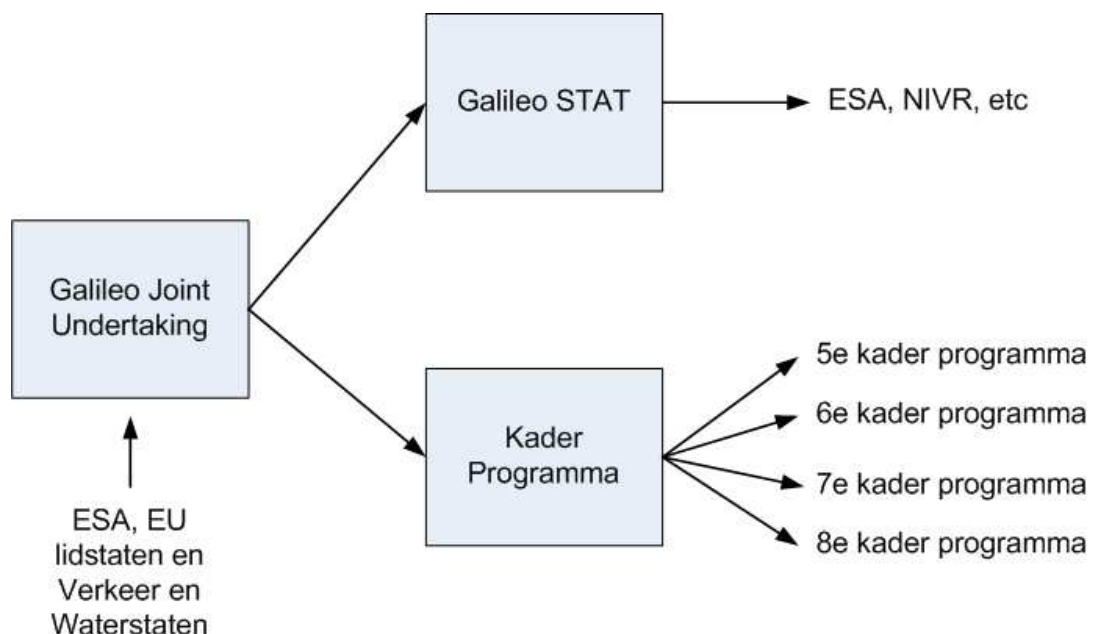 Galileo STAT
ESA, NIVR, etc
Galileo Joint
Undertaking
Kader
Programma
5e kader programma
6e kader programma
7e kader programma
8e kader programma
ESA, EU
lidstaten en
Verkeer en
Waterstaten